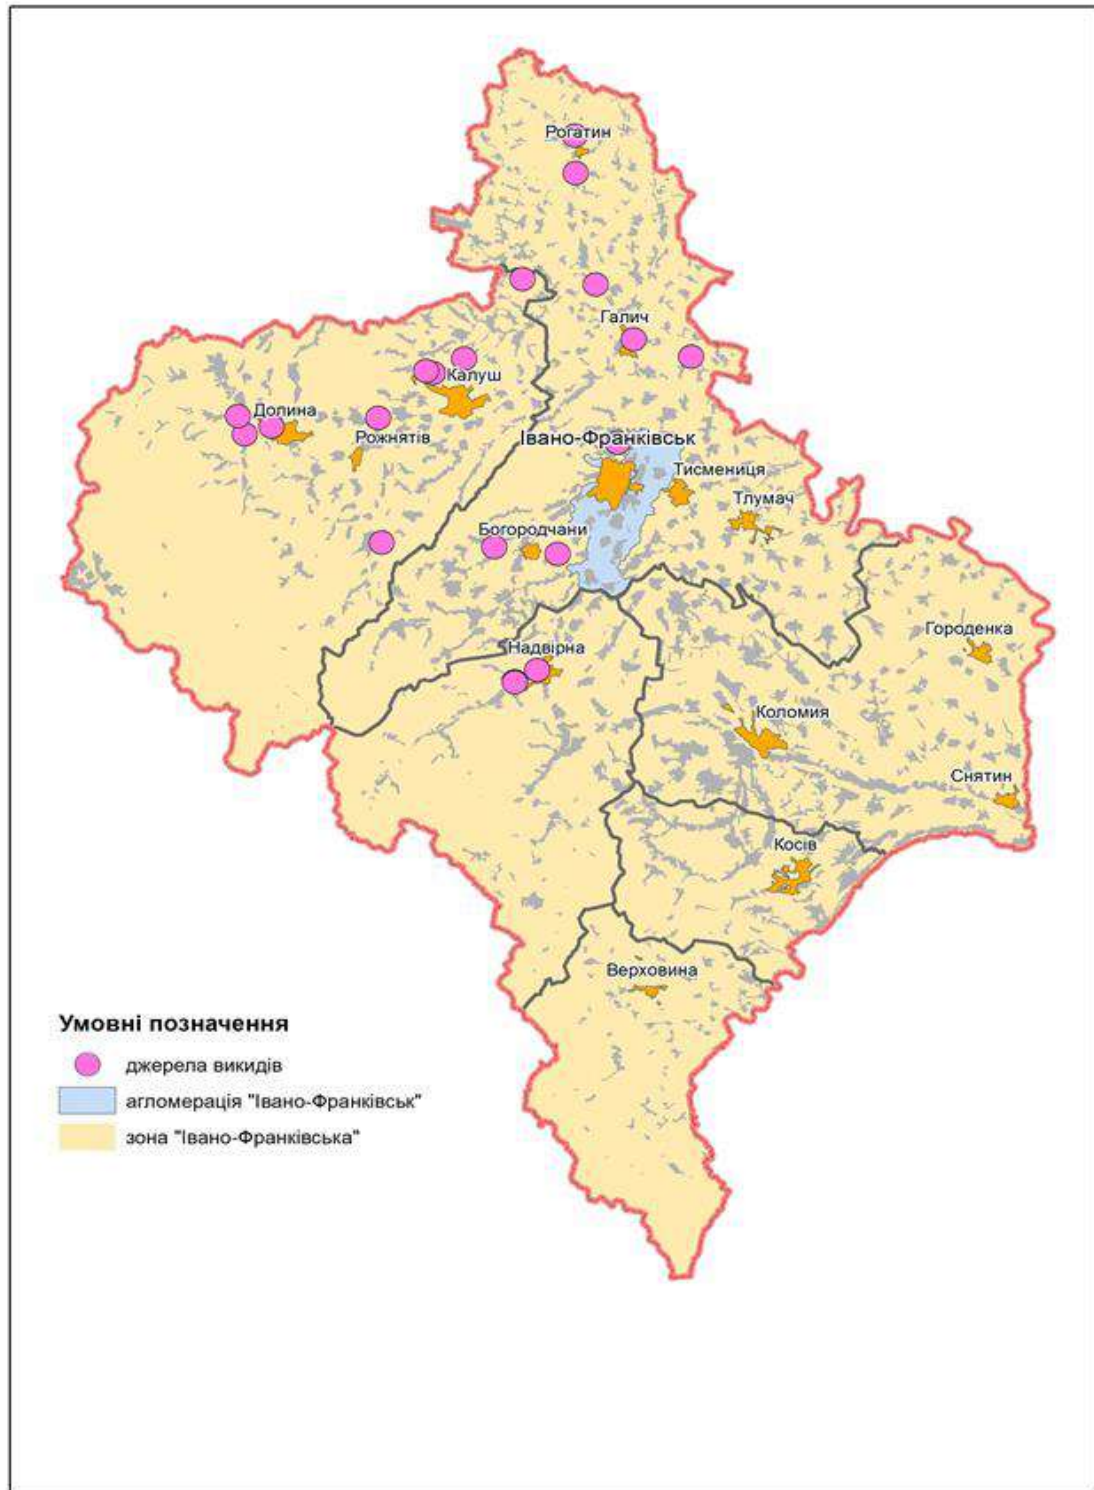 Рогатин
Галич
Калуш
Долина
Рожнятів
Івано-Франківськ
Тисмениця
Тлумач
Богородчани
Городенка
Надвірна
Коломия
Снятин
Косів
Верховина
Умовні позначення
джерела викидів
агломерація "Івано-Франківськ"
зона "Івано-Франківська"